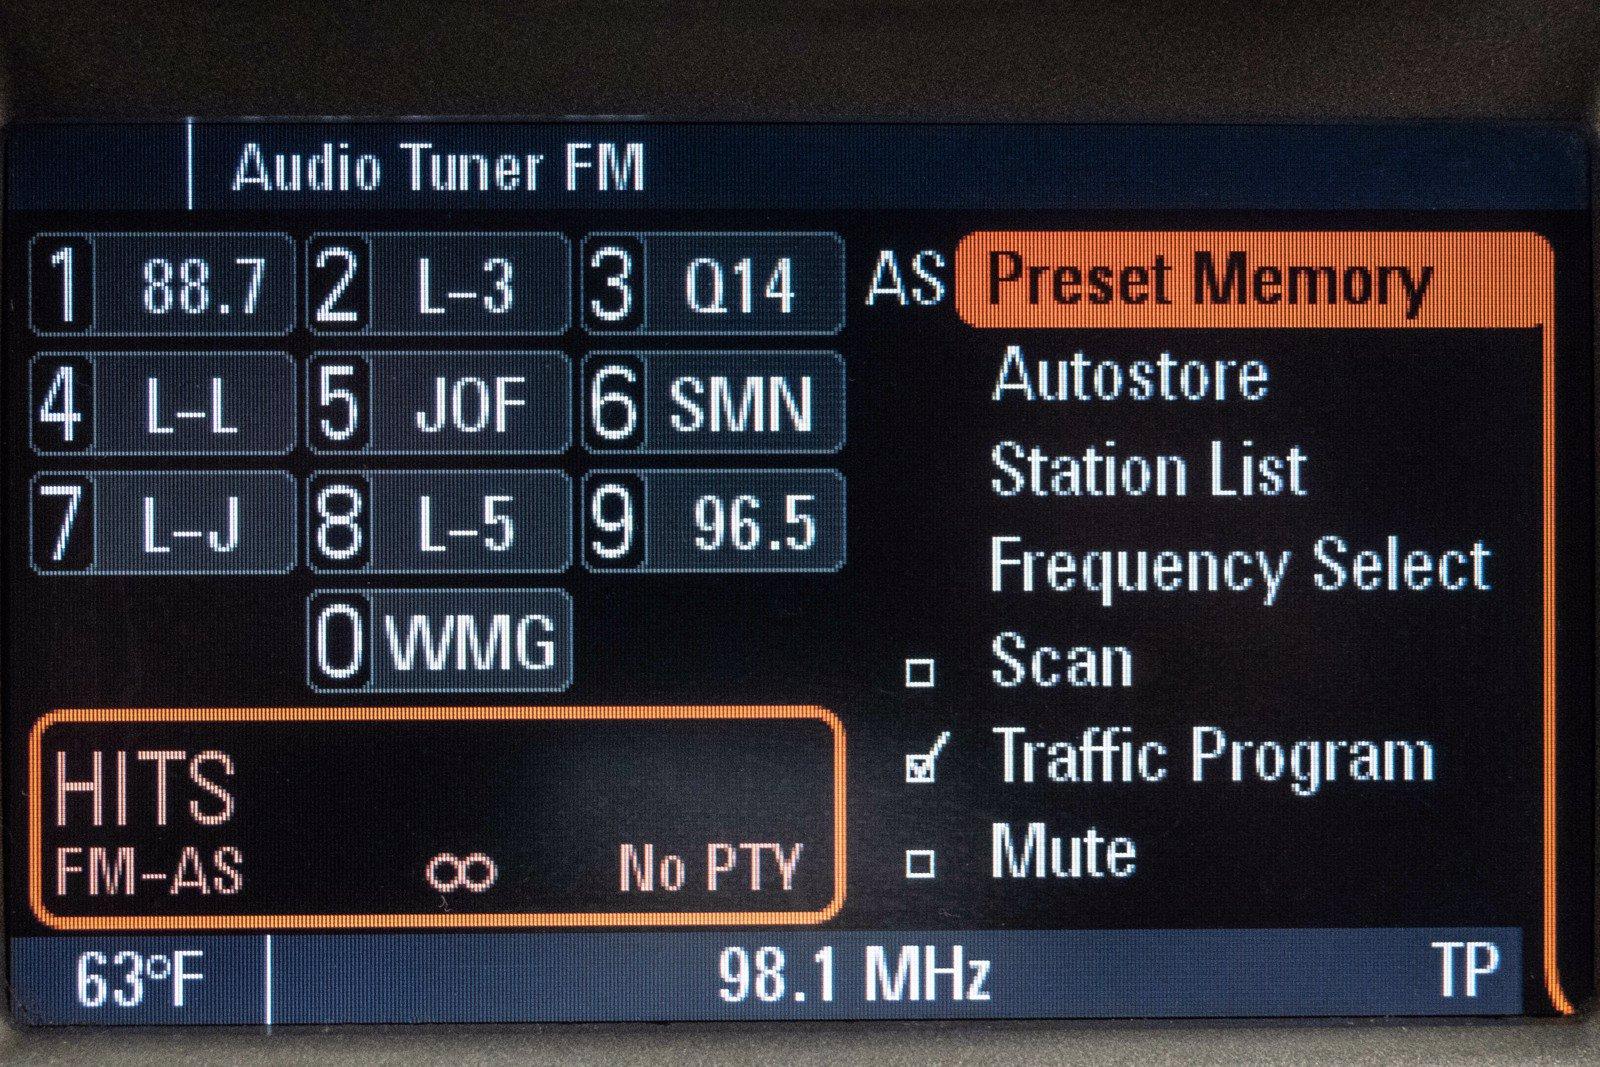 Audio Tuner FM
1 88.7 2 L-3 3 Q14
4 L-L 5 JOF 6 SMN
7 L-J 8 L-5 9 96.5
0 WMG
HITS
FM-AS ∞ No PTY
AS Preset Memory
Autostore
Station List
Frequency Select
Scan
Traffic Program
Mute
63°F 98.1 MHz TP